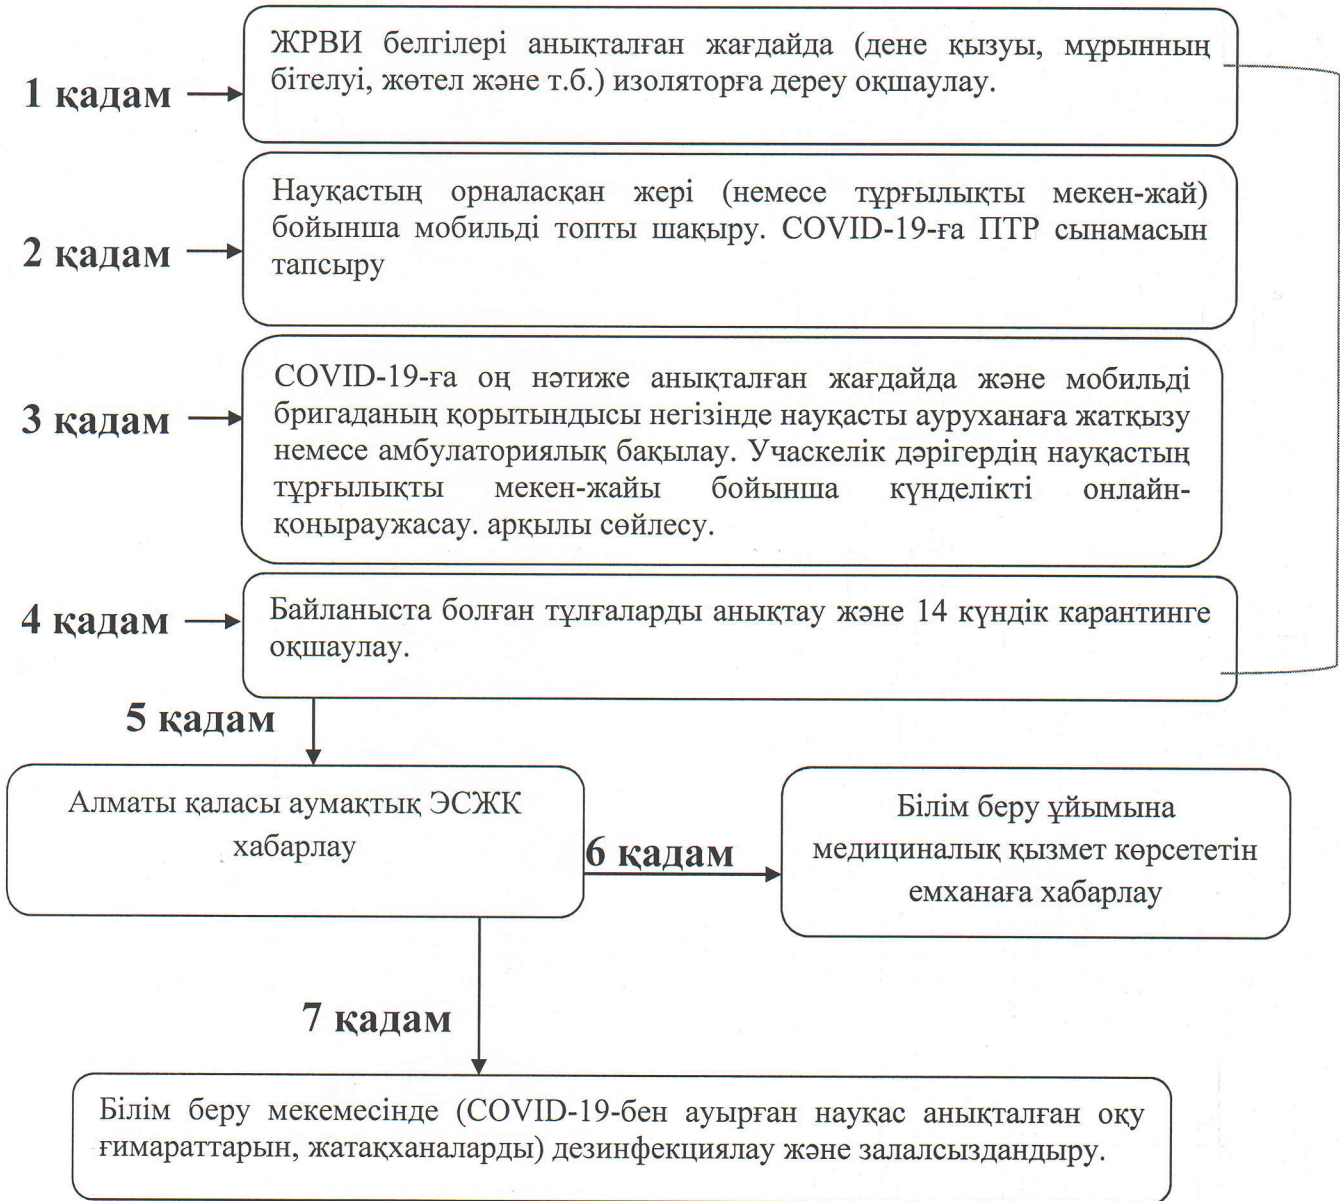 ЖРВИ белгілері анықталған жағдайда (дене қызуы, мұрынның
бітелуі, жөтел және т.б.) изоляторға дереу оқшаулау.
1 қадам
Науқастың орналасқан жері (немесе тұрғылықты мекен-жай)
бойынша мобильді топты шақыру. COVID-19-ға ПТР сынамасын
тапсыру
2 қадам
COVID-19-ға оң нәтиже анықталған жағдайда және мобильді
бригаданың қорытындысы негізінде науқасты ауруханаға жатқызу
немесе амбулаториялық бақылау. Учаскелік дәрігердің науқастың
тұрғылықты мекен-жайы бойынша күнделікті онлайн-
қоңыраужасау. арқылы сөйлесу.
3 қадам
Байланыста болған тұлғаларды анықтау және 14 күндік карантинге
оқшаулау.
4 қадам
5 қадам
Алматы қаласы аумақтық ЭСЖК
хабарлау
6 қадам
Білім беру ұйымына
медициналық қызмет көрсететін
емханаға хабарлау
7 қадам
Білім беру мекемесінде (COVID-19-бен ауырған науқас анықталған оқу
ғимараттарын, жатақханаларды) дезинфекциялау және залалсыздандыру.